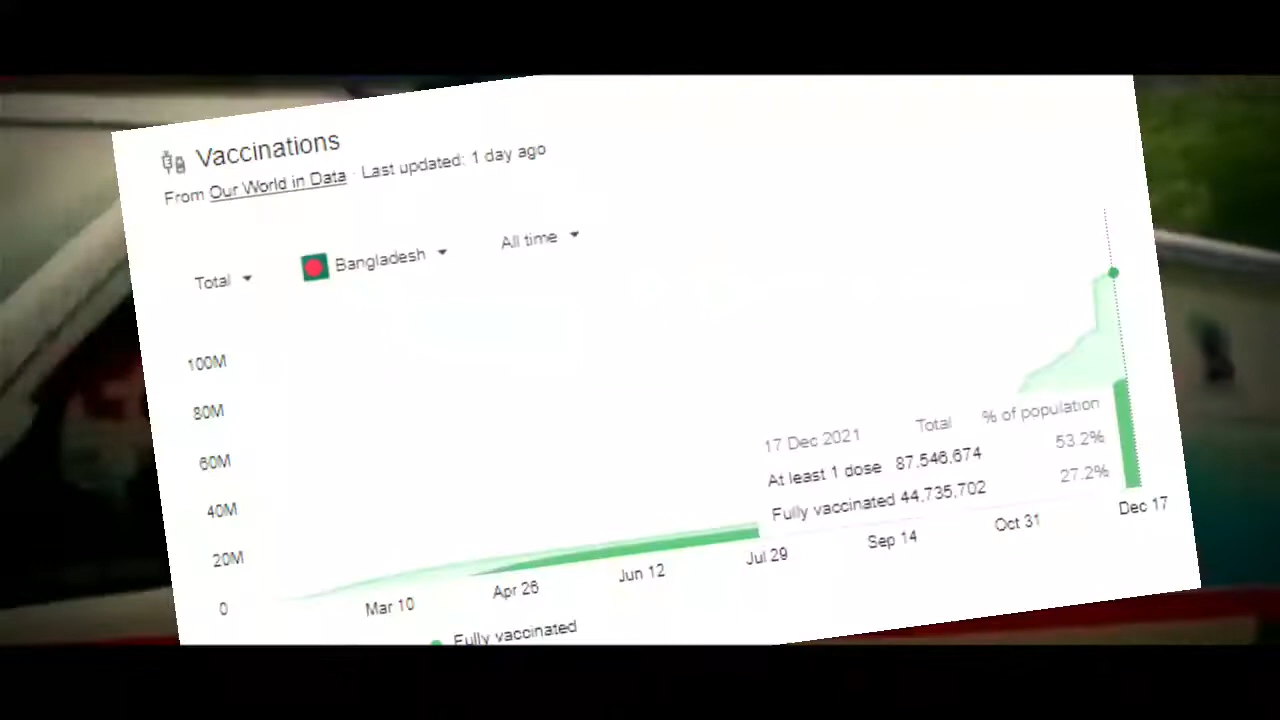 Vaccinations
From Our World in Data · Last updated: 1 day ago
Total Bangladesh All time
100M
80M
60M
40M
20M
0
17 Dec 2021 Total % of population
At least 1 dose 87,546,674 53.2%
Fully vaccinated 44,735,702 27.2%
Mar 10 Apr 26 Jun 12 Jul 29 Sep 14 Oct 31 Dec 17
Fully vaccinated